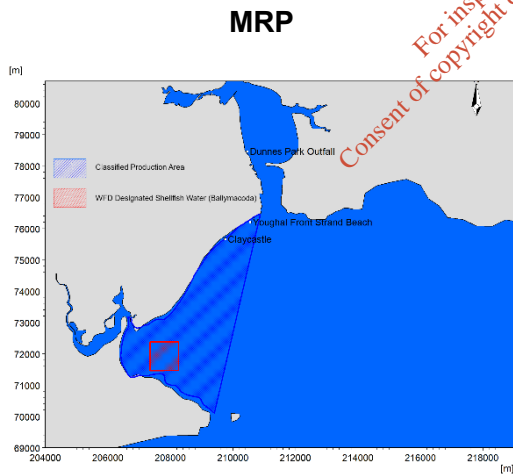 MRP
For insp
Consent of copyright
[m]
80000
79000
78000
77000
76000
75000
74000
73000
72000
71000
70000
69000
Classified Production Area
WFD Designated Shellfish Water (Ballymacoda)
Dunnes Park Outfall
Youghal Front Strand Beach
Claycastle
204000 206000 208000 210000 212000 214000 216000 218000
[m]